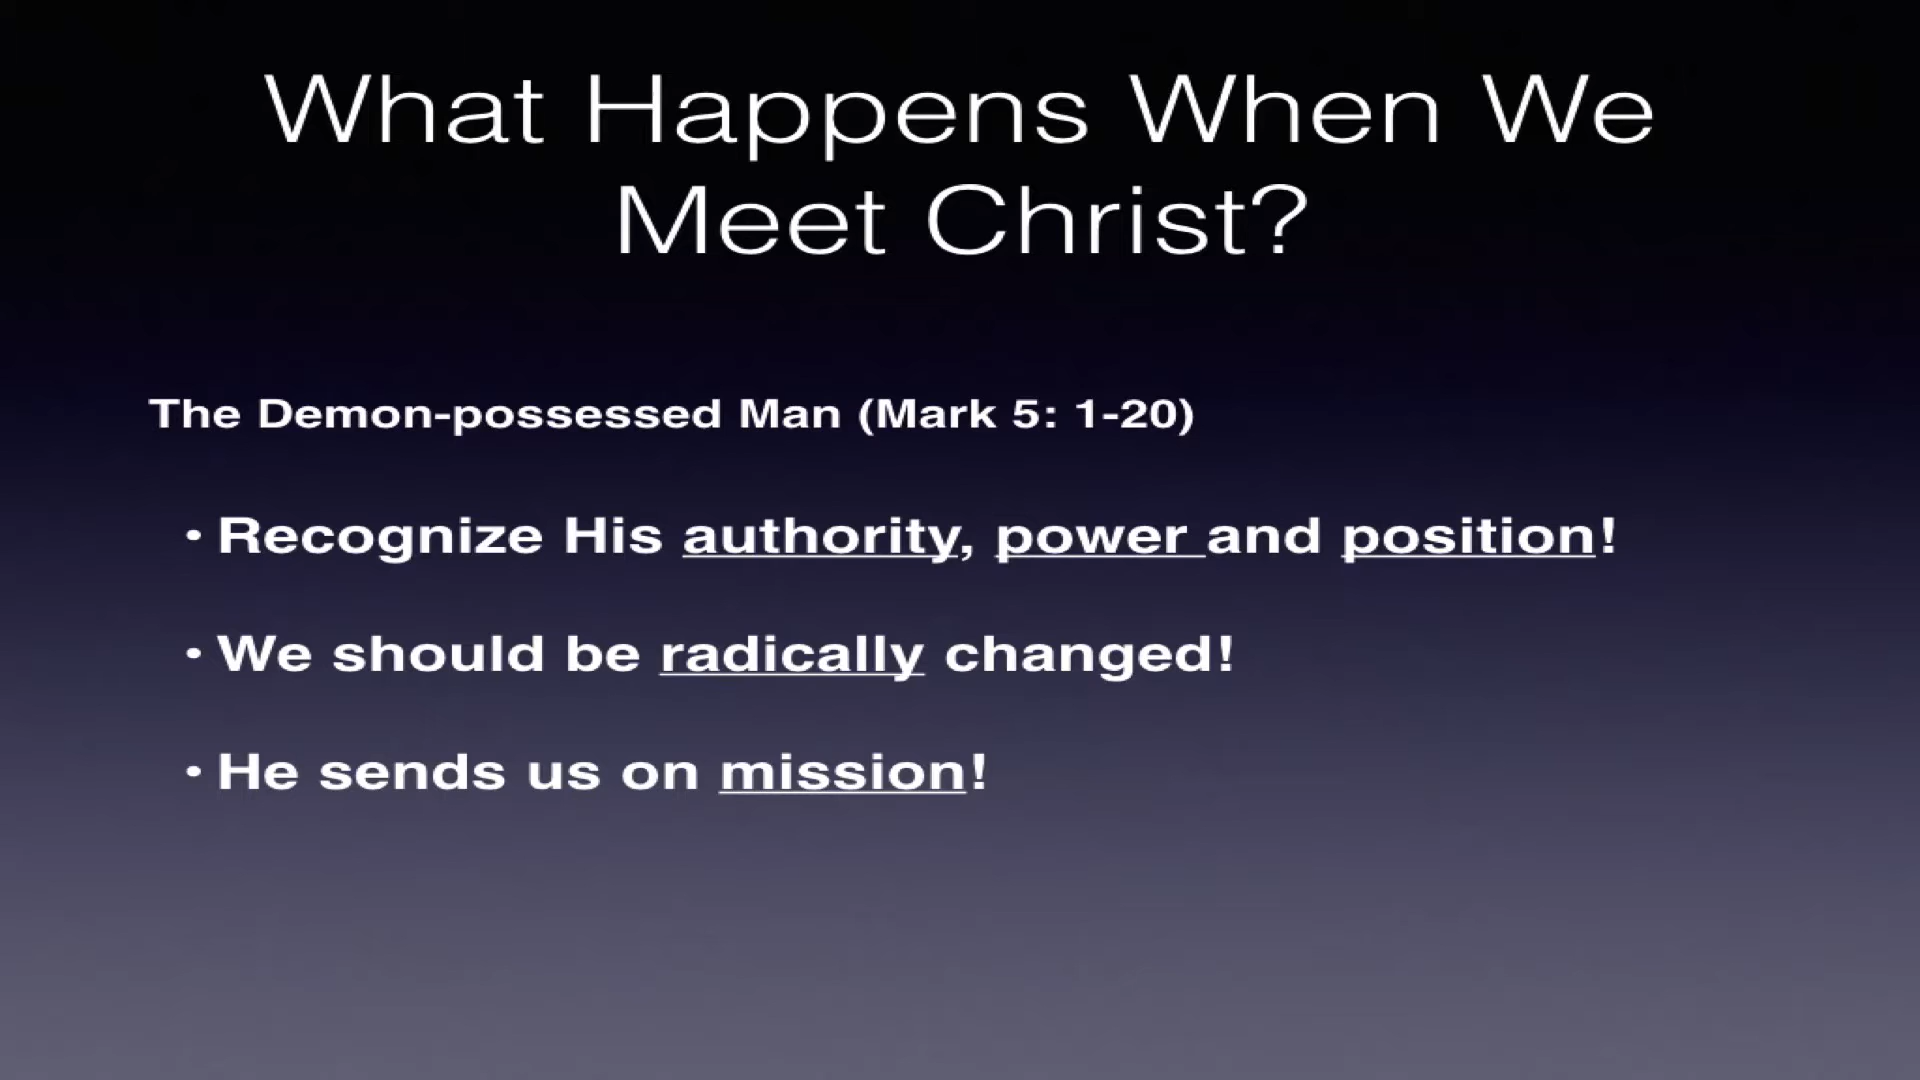 What Happens When We
Meet Christ?
The Demon-possessed Man (Mark 5: 1-20)
• Recognize His authority, power and position!
• We should be radically changed!
• He sends us on mission!